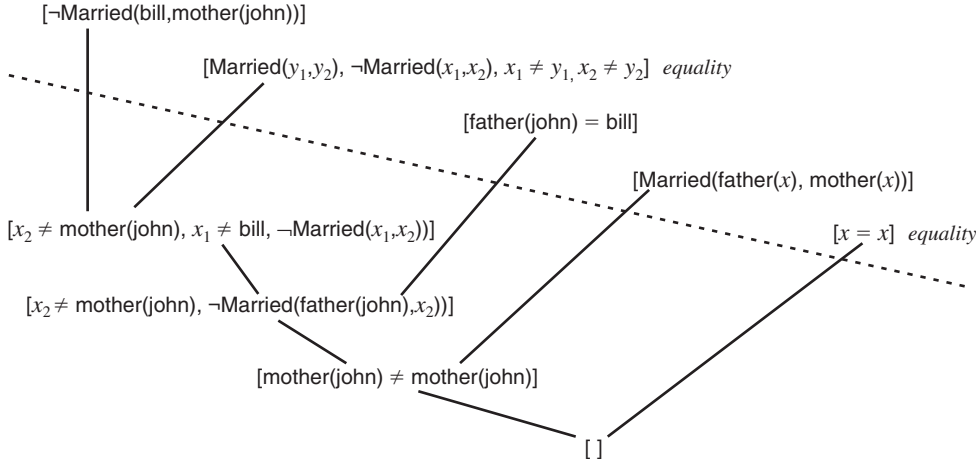 [¬Married(bill,mother(john))]
[Married(y₁,y₂), ¬Married(x₁,x₂), x₁ ≠ y₁, x₂ ≠ y₂] equality
[father(john) = bill]
[Married(father(x), mother(x))]
[x₂ ≠ mother(john), x₁ ≠ bill, ¬Married(x₁,x₂))]
[x = x] equality
[x₂ ≠ mother(john), ¬Married(father(john),x₂))]
[mother(john) ≠ mother(john)]
[ ]